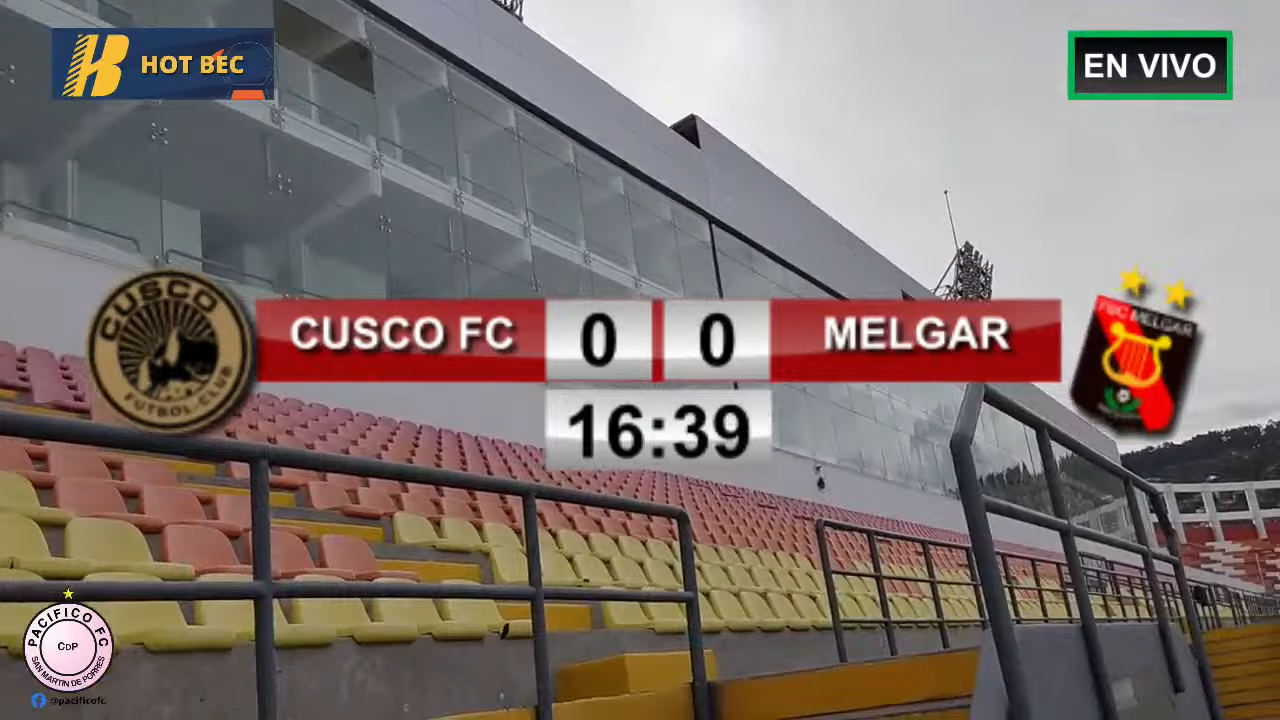 HOT BEC
EN VIVO
CUSCO
FUTBOL CLUB
CUSCO FC
0
0
MELGAR
FBC MELGAR
16:39
PACIFICO FC
CDP
SAN MARTIN DE PORRES
@pacificofc